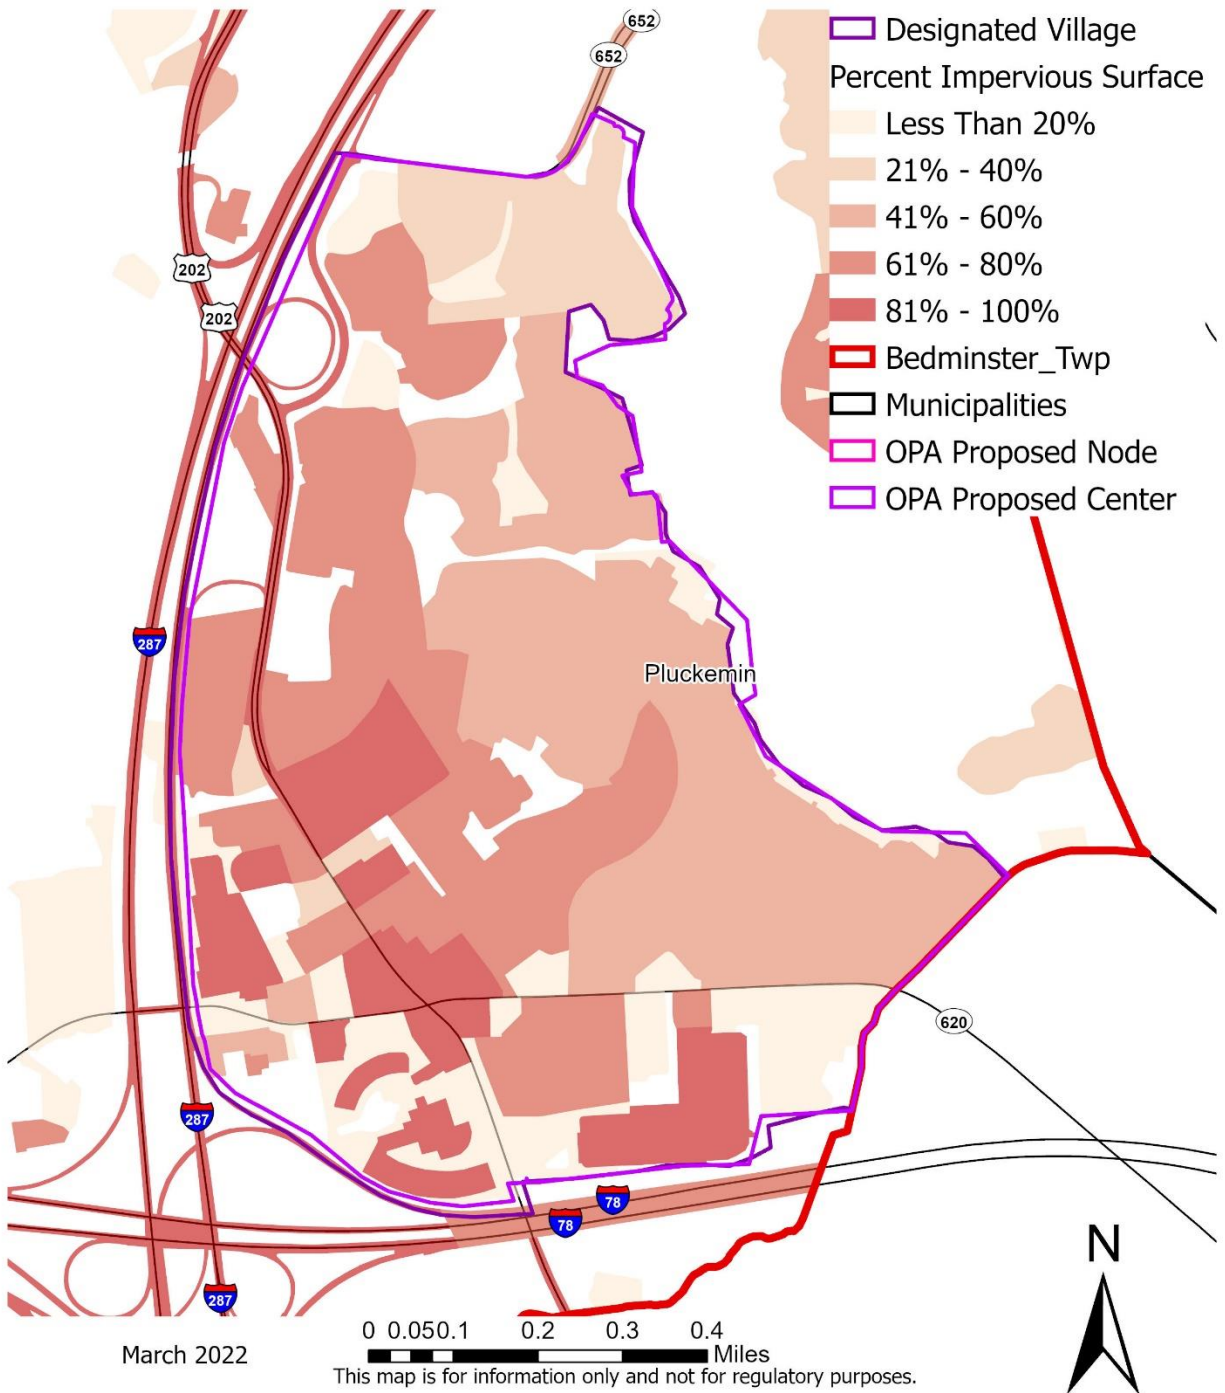 652
652
Designated Village
Percent Impervious Surface
Less Than 20%
21% - 40%
41% - 60%
61% - 80%
81% - 100%
Bedminster_Twp
Municipalities
OPA Proposed Node
OPA Proposed Center
202
202
287
Pluckemin
620
287
78
78
287
N
0 0.05 0.1 0.2 0.3 0.4
Miles
March 2022
This map is for information only and not for regulatory purposes.